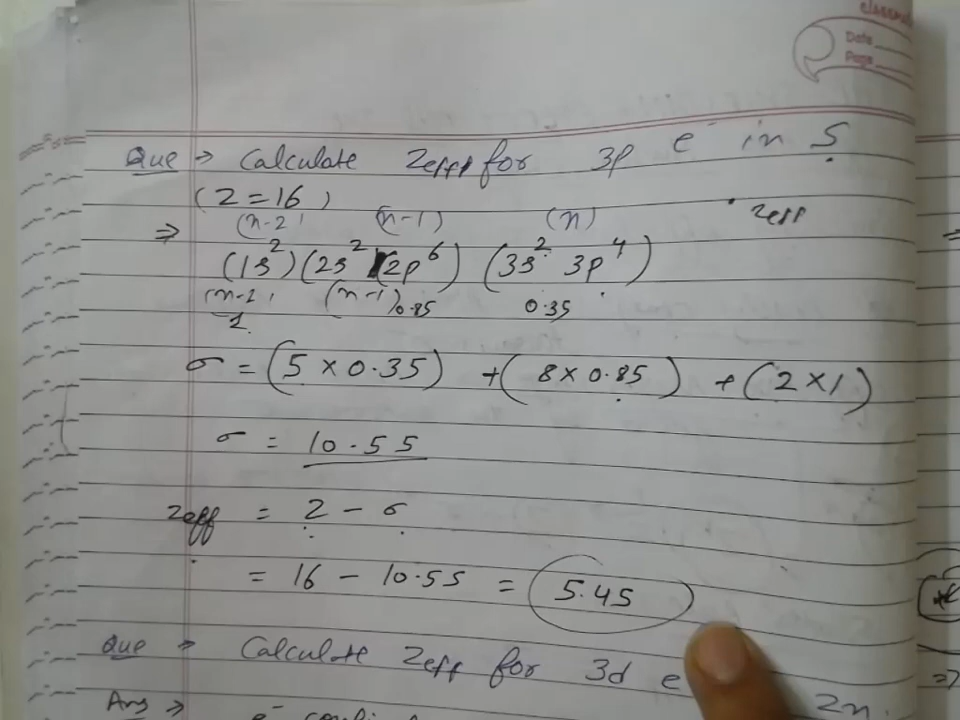 classmate
Date
Page
Que → Calculate Zeff for 3p e⁻ in S
(Z=16)
(n-2) (n-1) (n) Zeff
⇒ (1s²)(2s² 2p⁶) (3s² 3p⁴)
(n-2) (n-1) 0.85 0.35
1
σ = (5 × 0.35) + (8 × 0.85) + (2 × 1)
σ = 10.55
Zeff = Z - σ
= 16 - 10.55 = 5.45
Que → Calculate Zeff for 3d e Zn
Ans → e⁻